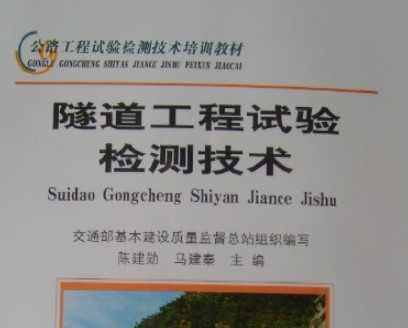 公路工程试验检测技术培训教材
GONGLU GONGCHENG SHIYAN JIANCE JISHU PEIXUN JIAOCAI
隧道工程试验
检测技术
Suidao Gongcheng Shiyan Jiance Jishu
交通部基本建设质量监督总站组织编写
陈建勋 马建秦 主 编